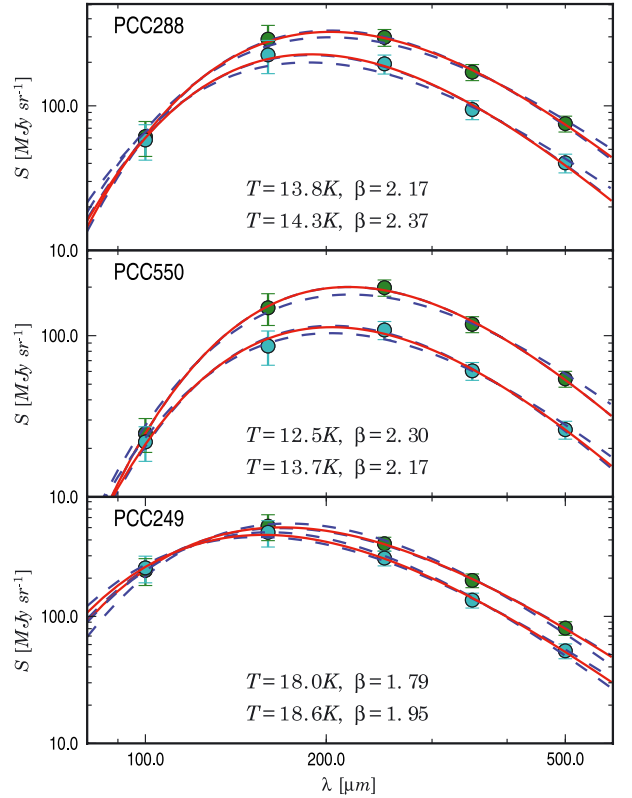 PCC288
S [MJy sr⁻¹]
100.0
T=13.8K, β=2.17
T=14.3K, β=2.37
10.0
PCC550
S [MJy sr⁻¹]
100.0
T=12.5K, β=2.30
T=13.7K, β=2.17
10.0
PCC249
S [MJy sr⁻¹]
100.0
T=18.0K, β=1.79
T=18.6K, β=1.95
10.0
100.0 200.0 500.0
λ [μm]